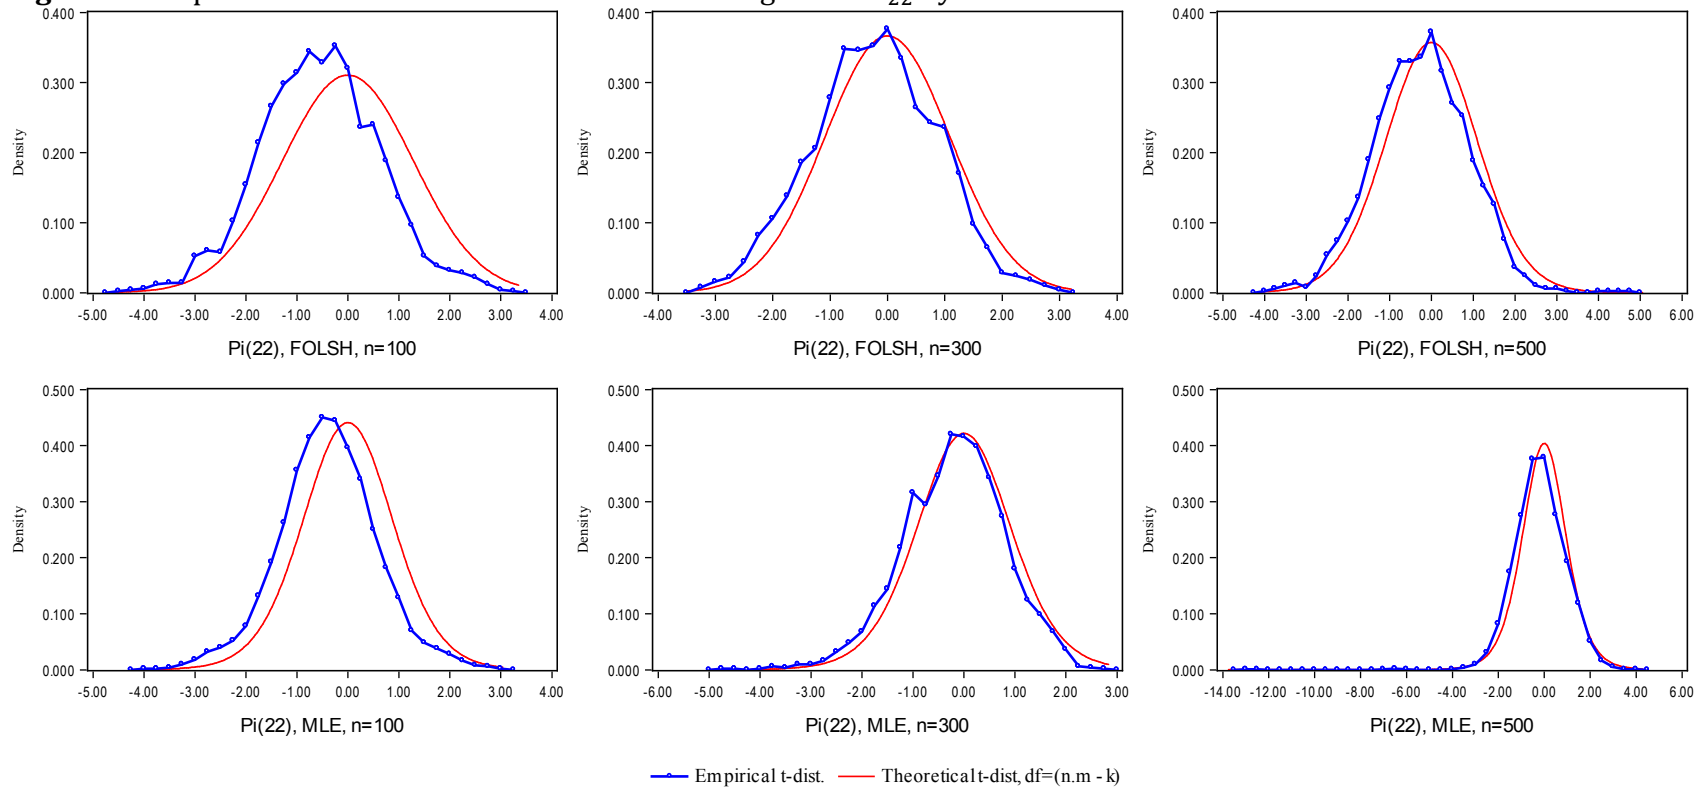 0.400 0.400 0.400
0.300 0.300 0.300
0.200 0.200 0.200
0.100 0.100 0.100
0.000 0.000 0.000
Density Density Density
-5.00 -4.00 -3.00 -2.00 -1.00 0.00 1.00 2.00 3.00 4.00
-4.00 -3.00 -2.00 -1.00 0.00 1.00 2.00 3.00 4.00
-5.00 -4.00 -3.00 -2.00 -1.00 0.00 1.00 2.00 3.00 4.00 5.00 6.00
Pi(22), FOLSH, n=100
Pi(22), FOLSH, n=300
Pi(22), FOLSH, n=500
0.500 0.500 0.500
0.400 0.400 0.400
0.300 0.300 0.300
0.200 0.200 0.200
0.100 0.100 0.100
0.000 0.000 0.000
Density Density Density
-5.00 -4.00 -3.00 -2.00 -1.00 0.00 1.00 2.00 3.00 4.00
-6.00 -5.00 -4.00 -3.00 -2.00 -1.00 0.00 1.00 2.00 3.00
-14.00 -12.00 -10.00 -8.00 -6.00 -4.00 -2.00 0.00 2.00 4.00 6.00
Pi(22), MLE, n=100
Pi(22), MLE, n=300
Pi(22), MLE, n=500
Empirical t-dist. Theoretical t-dist, df=(n.m - k)